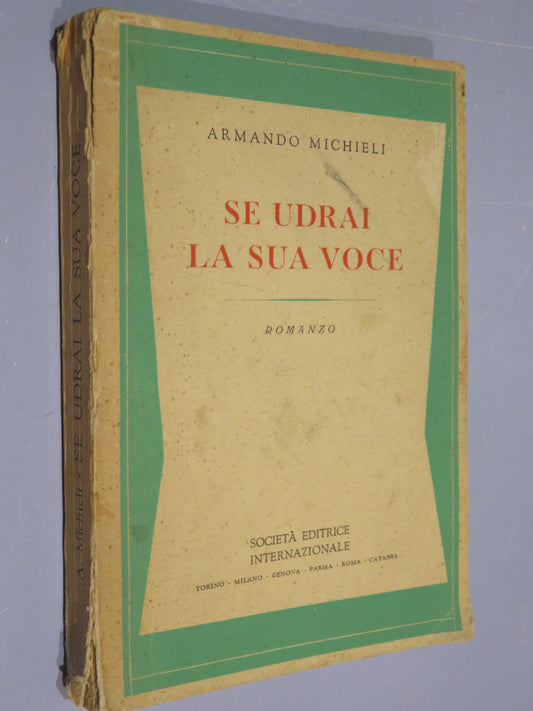 ARMANDO MICHIELI
SE UDRAI
LA SUA VOCE
ROMANZO
SOCIETÀ EDITRICE
INTERNAZIONALE
TORINO - MILANO - GENOVA - PARMA - ROMA - CATANIA
A. Michieli - SE UDRAI LA SUA VOCE